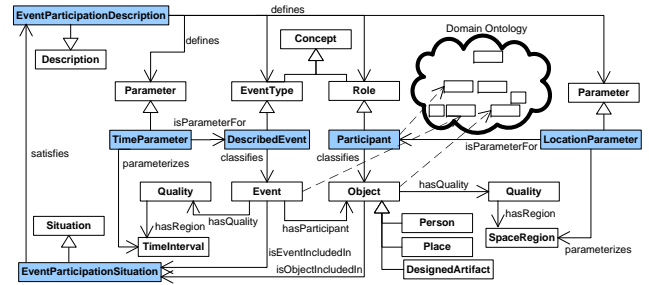 EventParticipationDescription
defines
Description
defines
Concept
Domain Ontology
Parameter
EventType
Role
Parameter
isParameterFor
TimeParameter
DescribedEvent
Participant
LocationParameter
isParameterFor
satisfies
parameterizes
classifies
classifies
Quality
Event
Object
hasQuality
Quality
hasQuality
hasRegion
hasParticipant
hasRegion
Situation
TimeInterval
Person
Place
DesignedArtifact
SpaceRegion
parameterizes
isEventIncludedIn
isObjectIncludedIn
EventParticipationSituation